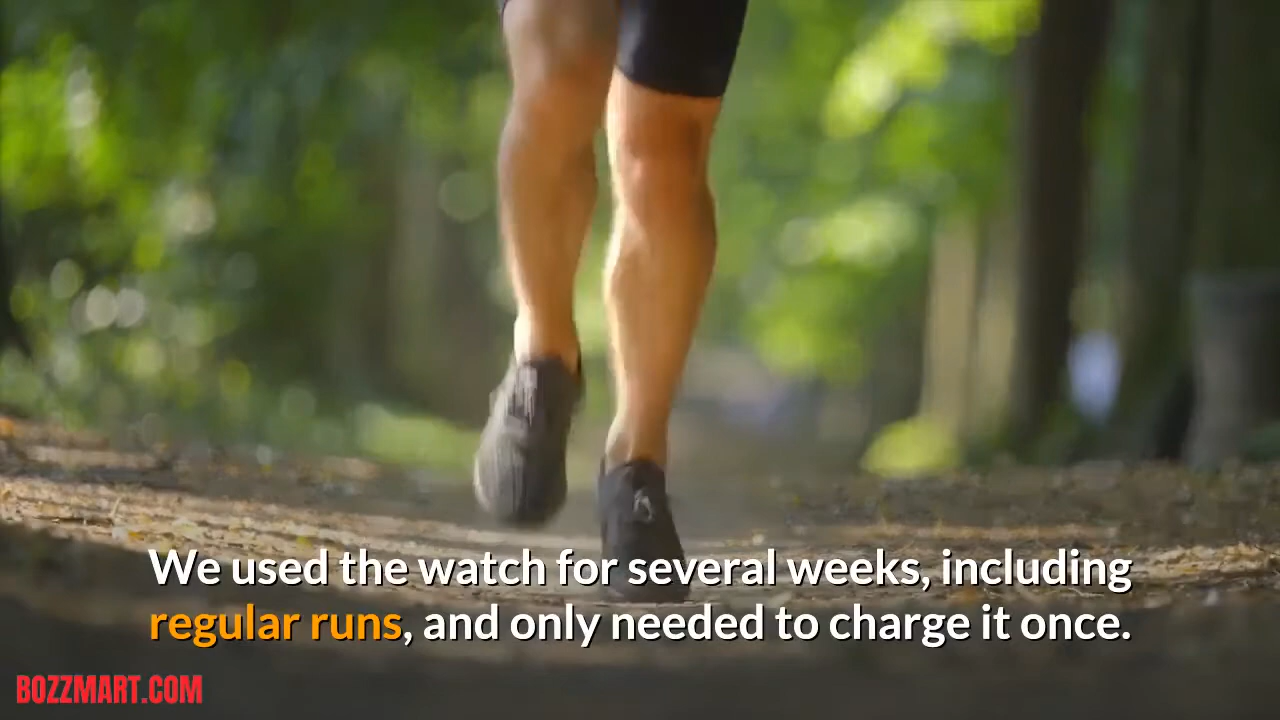 We used the watch for several weeks, including
regular runs, and only needed to charge it once.
BOZZMART.COM